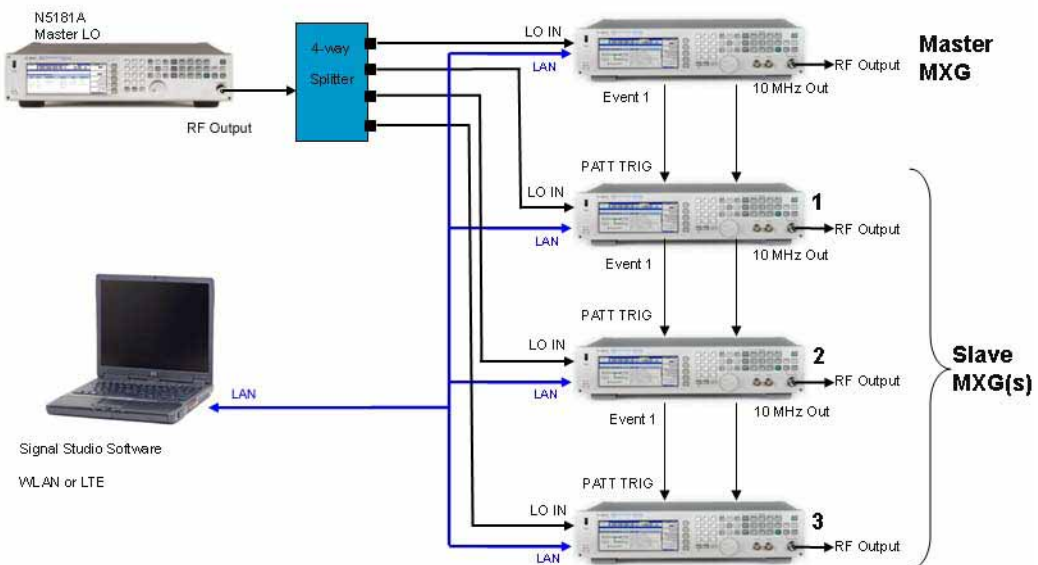 N5181A
Master LO
4-way
Splitter
RF Output
LO IN
LAN
Master
MXG
RF Output
Event 1
10 MHz Out
PATT TRIG
LO IN
LAN
1
RF Output
Event 1
10 MHz Out
PATT TRIG
LO IN
LAN
2
RF Output
Slave
MXG(s)
Event 1
10 MHz Out
PATT TRIG
LO IN
LAN
3
RF Output
LAN
Signal Studio Software
WLAN or LTE